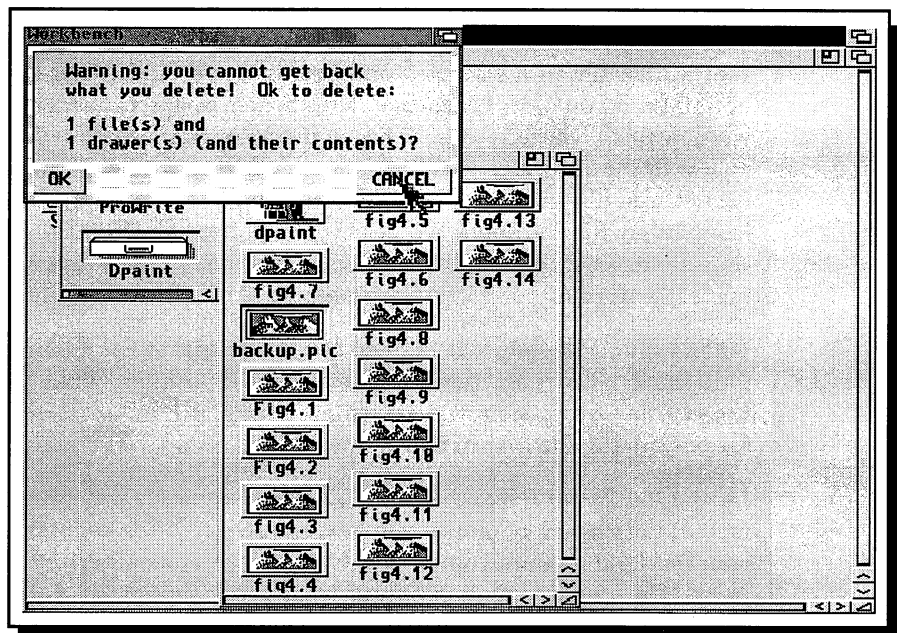 Workbench
Warning: you cannot get back
what you delete! Ok to delete:
1 file(s) and
1 drawer(s) (and their contents)?
OK
CANCEL
ProWrite
Dpaint
dpaint
fig4.7
backup.pic
Fig4.1
Fig4.2
fig4.3
fig4.4
fig4.5
fig4.6
fig4.8
fig4.9
fig4.10
fig4.11
fig4.12
fig4.13
fig4.14